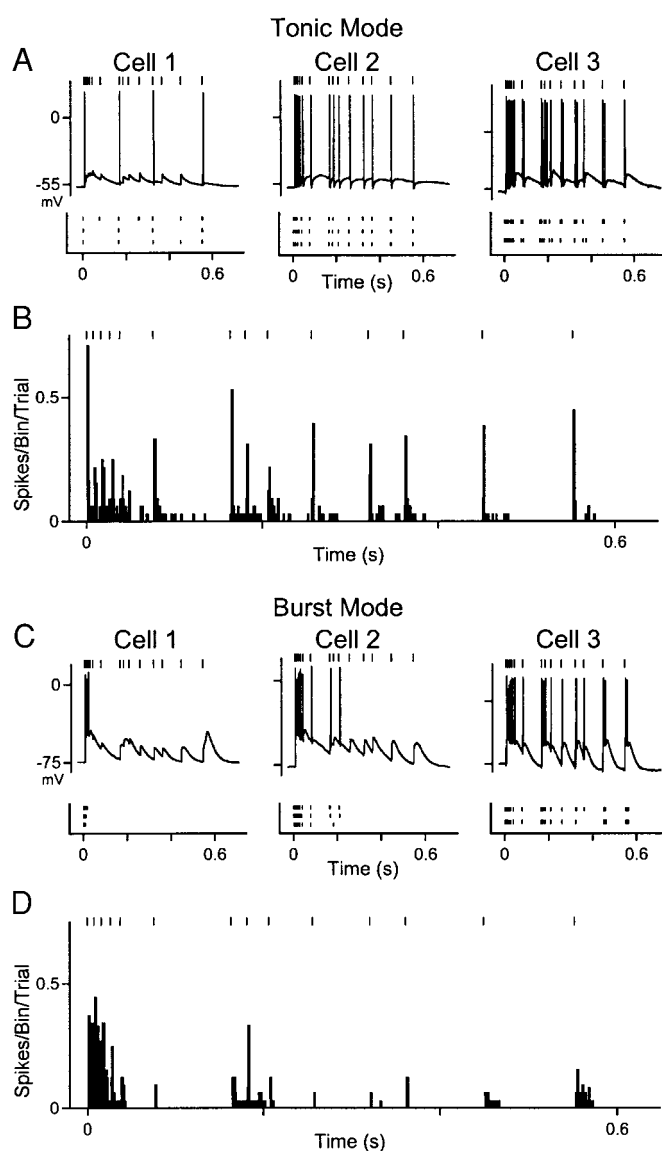 Tonic Mode
A
Cell 1
Cell 2
Cell 3
0
-55
mV
0
0.6
0
0.6
0
0.6
Time (s)
B
Spikes/Bin/Trial
0.5
0
0
0.6
Time (s)
Burst Mode
C
Cell 1
Cell 2
Cell 3
0
-75
mV
0
0.6
0
0.6
0
0.6
Time (s)
D
Spikes/Bin/Trial
0.5
0
0
0.6
Time (s)